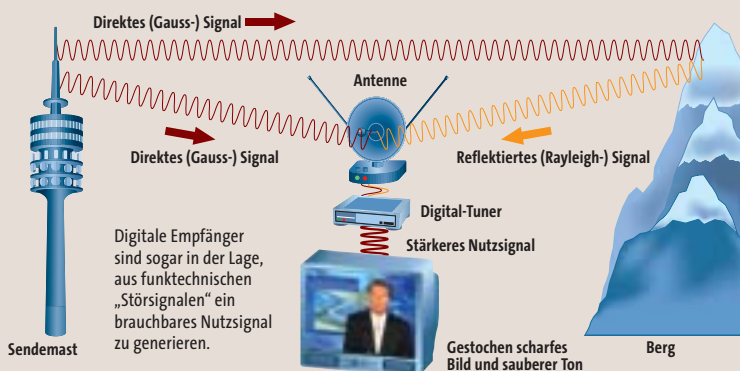 Direktes (Gauss-) Signal
Antenne
Direktes (Gauss-) Signal
Reflektiertes (Rayleigh-) Signal
Digital-Tuner
Stärkeres Nutzsignal
Digitale Empfänger
sind sogar in der Lage,
aus funktechnischen
„Störsignalen“ ein
brauchbares Nutzsignal
zu generieren.
Sendemast
Gestochen scharfes
Bild und sauberer Ton
Berg